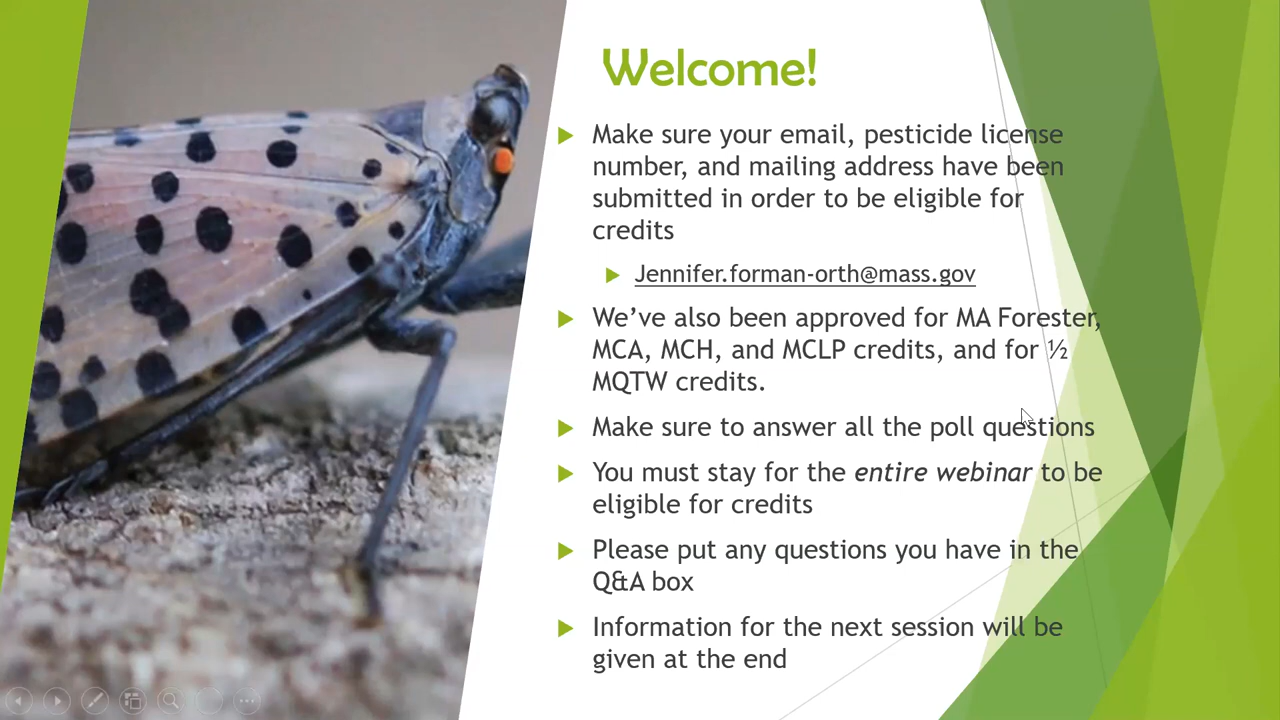 Welcome!
Make sure your email, pesticide license
number, and mailing address have been
submitted in order to be eligible for
credits
Jennifer.forman-orth@mass.gov
We’ve also been approved for MA Forester,
MCA, MCH, and MCLP credits, and for ½
MQTW credits.
Make sure to answer all the poll questions
You must stay for the entire webinar to be
eligible for credits
Please put any questions you have in the
Q&A box
Information for the next session will be
given at the end